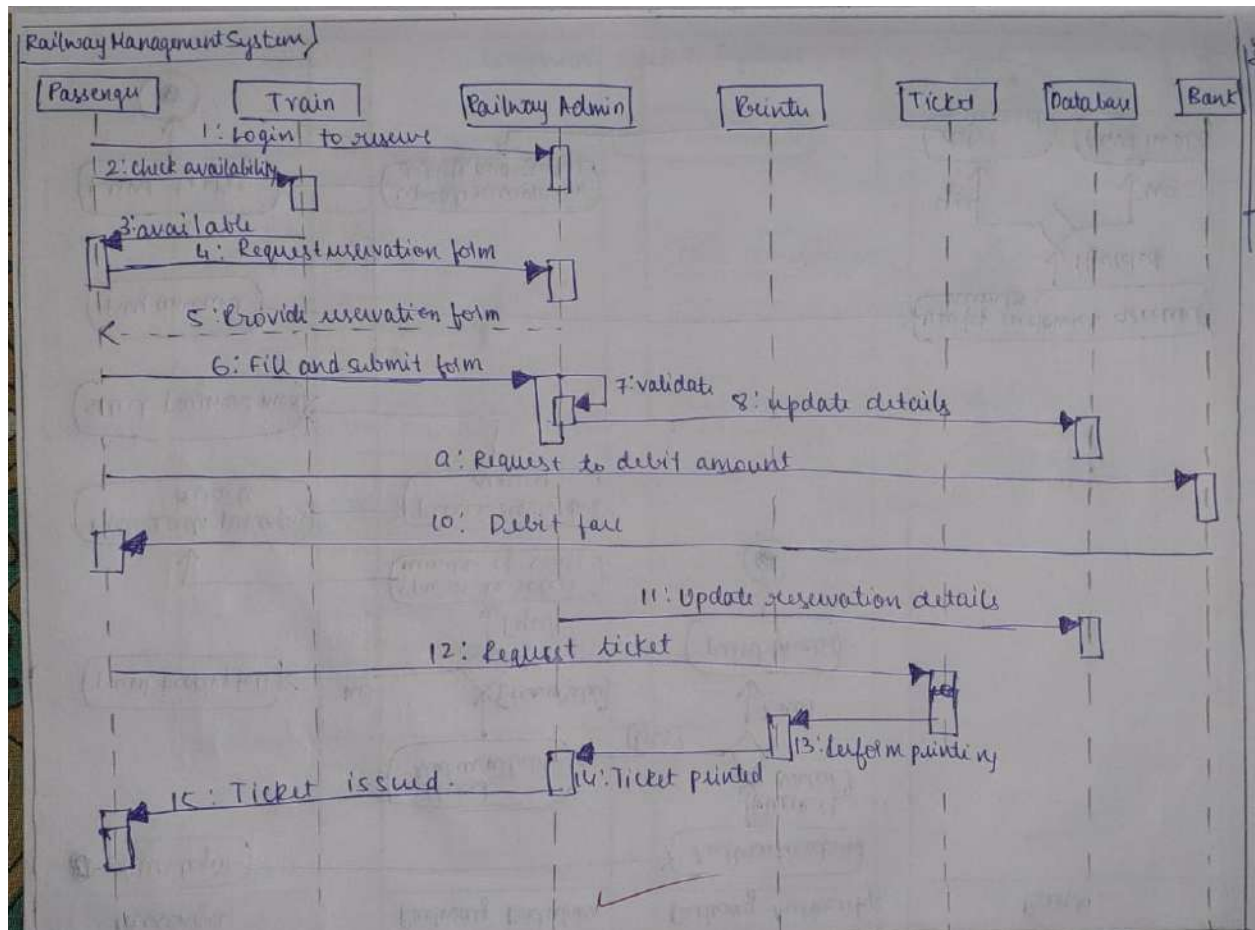 Railway Management System
Passenger
Train
Railway Admin
Printer
Ticket
Database
Bank
1: Login to reserve
2: Check availability
3: available
4: Request reservation form
5: Provide reservation form
6: Fill and submit form
7: validate
8: update details
9: Request to debit amount
10: Debit fare
11: Update reservation details
12: Request ticket
13: Perform printing
14: Ticket printed
15: Ticket issued.